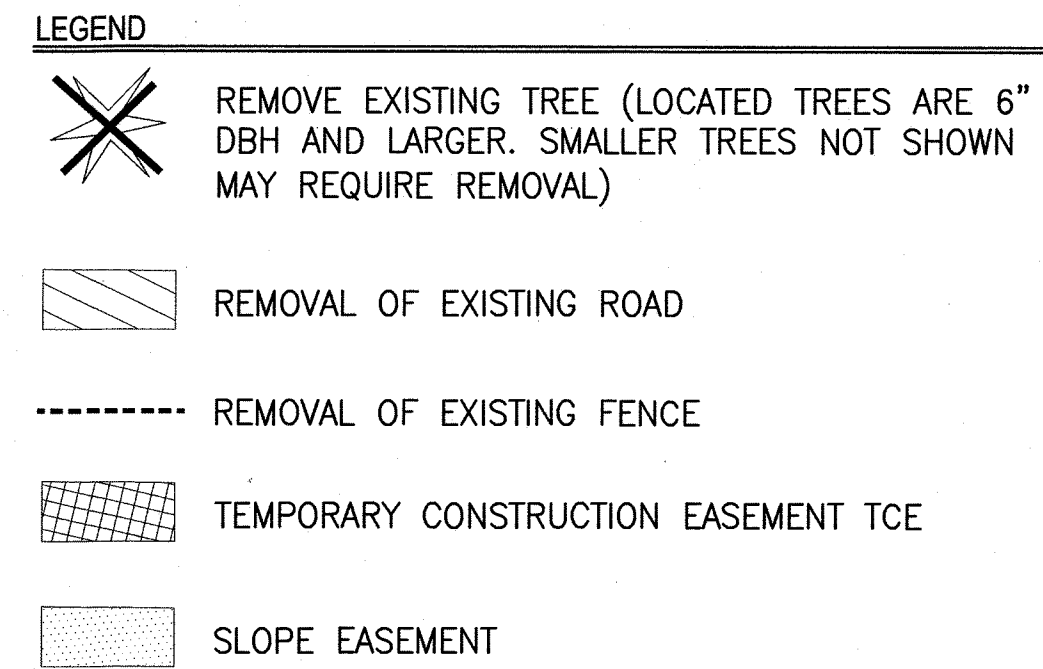 LEGEND
REMOVE EXISTING TREE (LOCATED TREES ARE 6"
DBH AND LARGER. SMALLER TREES NOT SHOWN
MAY REQUIRE REMOVAL)
REMOVAL OF EXISTING ROAD
REMOVAL OF EXISTING FENCE
TEMPORARY CONSTRUCTION EASEMENT TCE
SLOPE EASEMENT